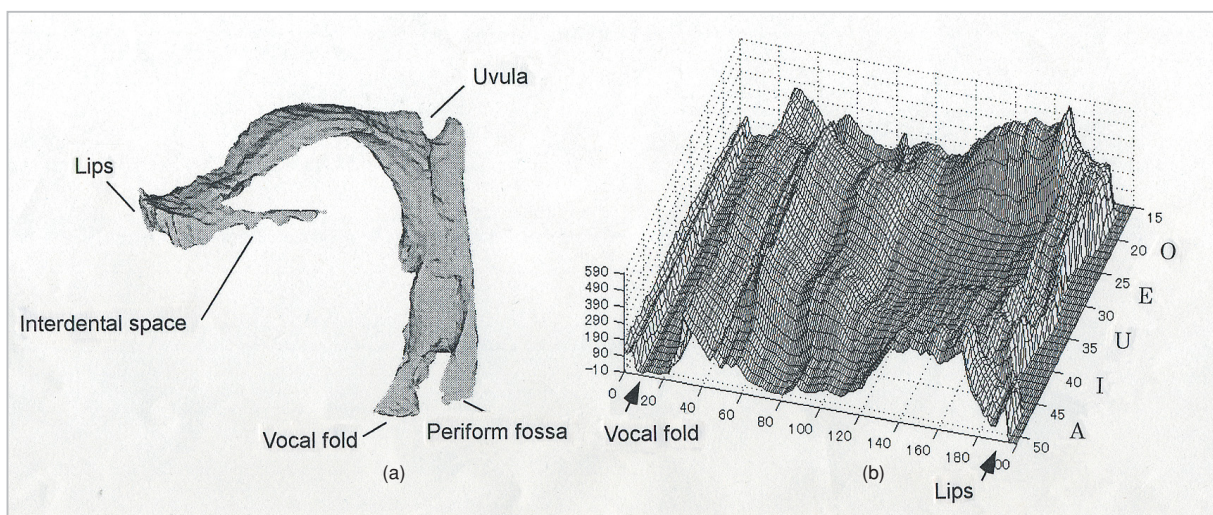 Uvula
Lips
Interdental space
Vocal fold
Periform fossa
(a)
590
490
390
290
190
90
-10
0
20
40
60
80
100
120
140
160
180
00
15
20
25
30
35
40
45
50
O
E
U
I
A
Vocal fold
Lips
(b)